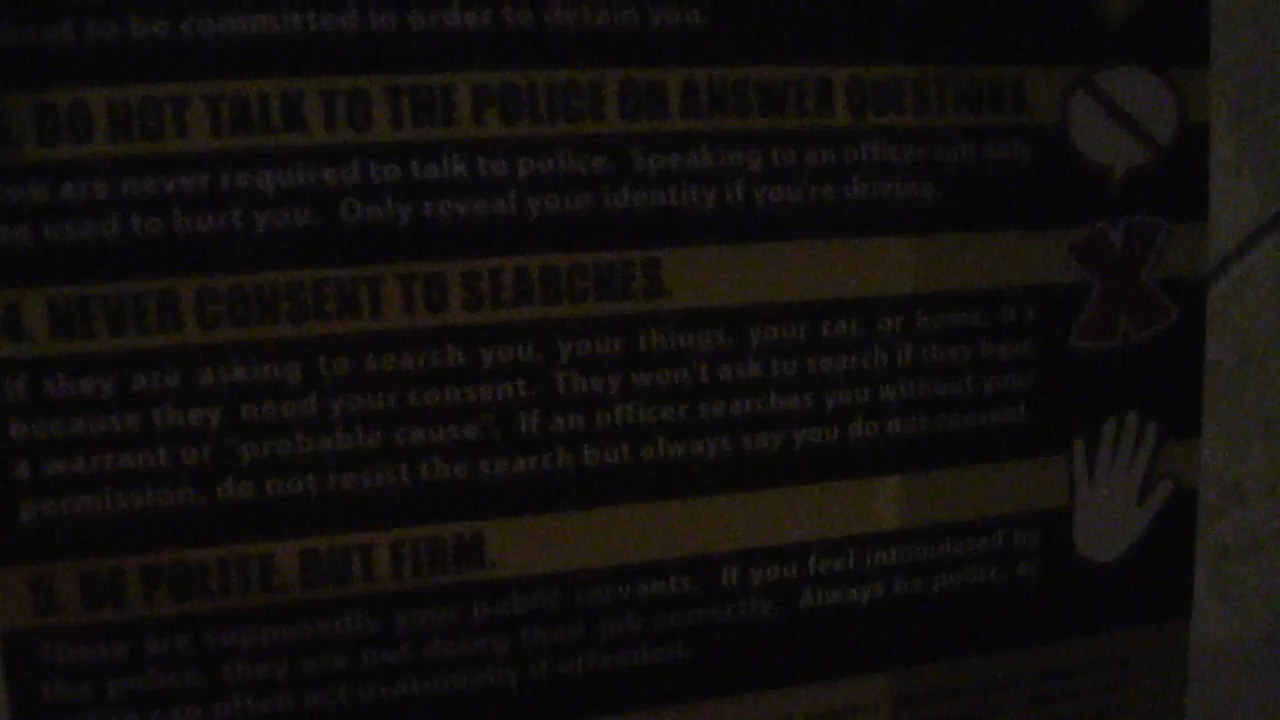 to be committed in order to detain you.
DO NOT TALK TO THE POLICE OR ANSWER QUESTIONS.
You are never required to talk to police. Speaking to an officer can only
be used to hurt you. Only reveal your identity if you're driving.
4. NEVER CONSENT TO SEARCHES.
If they are asking to search you, your things, your car, or home, it's
because they need your consent. They won't ask to search if they have
a warrant or "probable cause". If an officer searches you without your
permission, do not resist the search but always say you do not consent.
5. BE POLITE, BUT FIRM.
These are supposedly your public servants. If you feel intimidated by
the police, they are not doing their job correctly. Always be polite, as
can often act irrationally if offended.